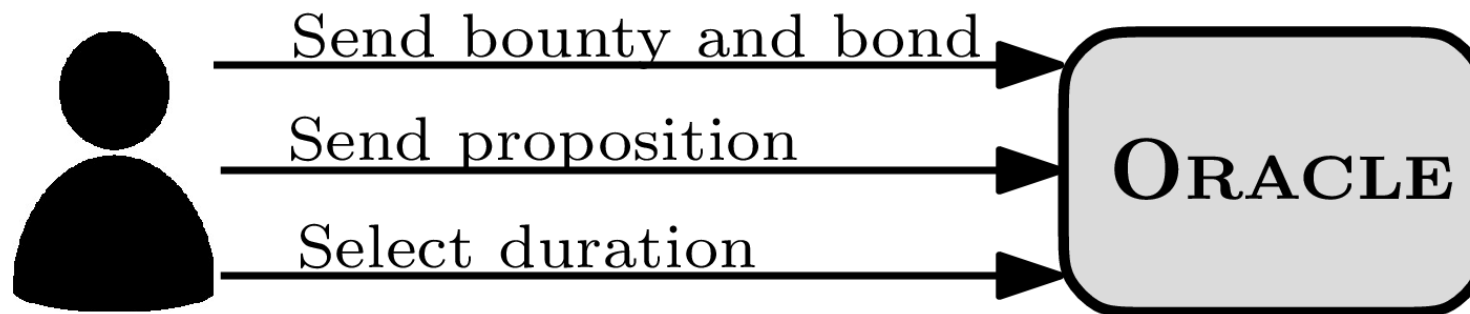 Send bounty and bond
Send proposition
Select duration
ORACLE